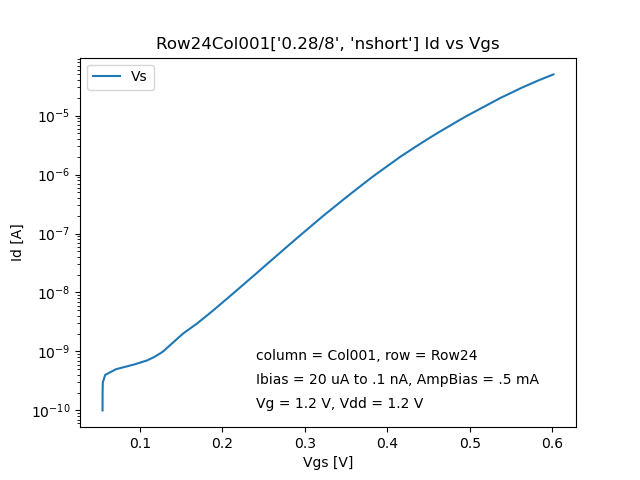 Row24Col001['0.28/8', 'nshort'] Id vs Vgs
Vs
Id [A]
10⁻⁵
10⁻⁶
10⁻⁷
10⁻⁸
10⁻⁹
10⁻¹⁰
column = Col001, row = Row24
Ibias = 20 uA to .1 nA, AmpBias = .5 mA
Vg = 1.2 V, Vdd = 1.2 V
0.1 0.2 0.3 0.4 0.5 0.6
Vgs [V]